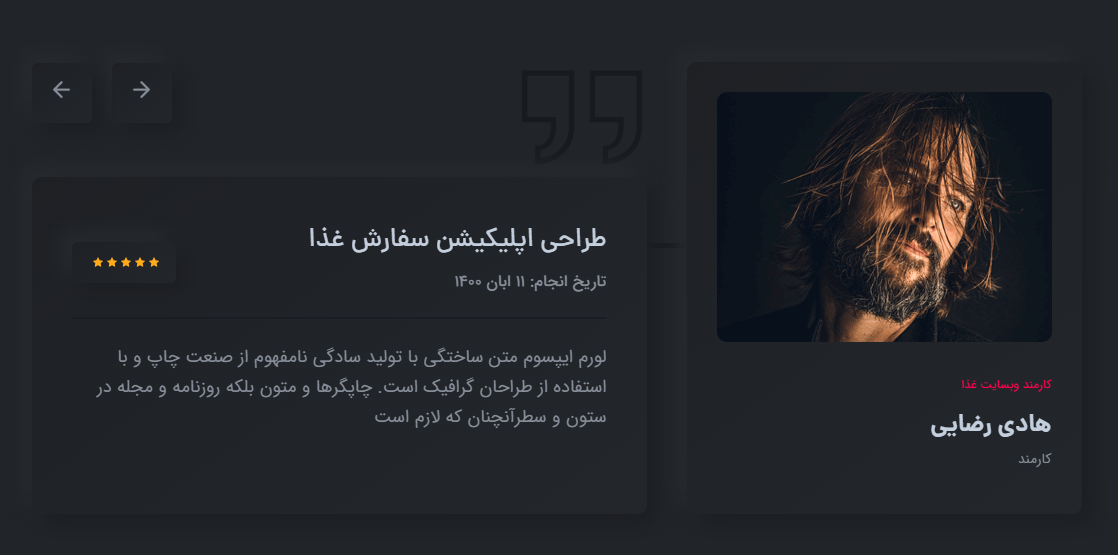 کارمند وبسایت غذا
هادی رضایی
کارمند
طراحی اپلیکیشن سفارش غذا
تاریخ انجام: ۱۱ ابان ۱۴۰۰
لورم ایپسوم متن ساختگی با تولید سادگی نامفهوم از صنعت چاپ و با
استفاده از طراحان گرافیک است. چاپگرها و متون بلکه روزنامه و مجله در
ستون و سطرآنچنان که لازم است